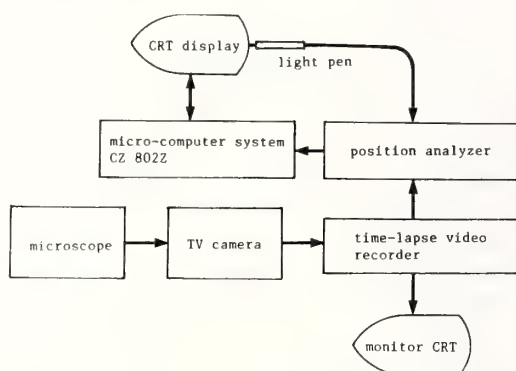 CRT display
light pen
micro-computer system
CZ 802Z
position analyzer
microscope
TV camera
time-lapse video
recorder
monitor CRT